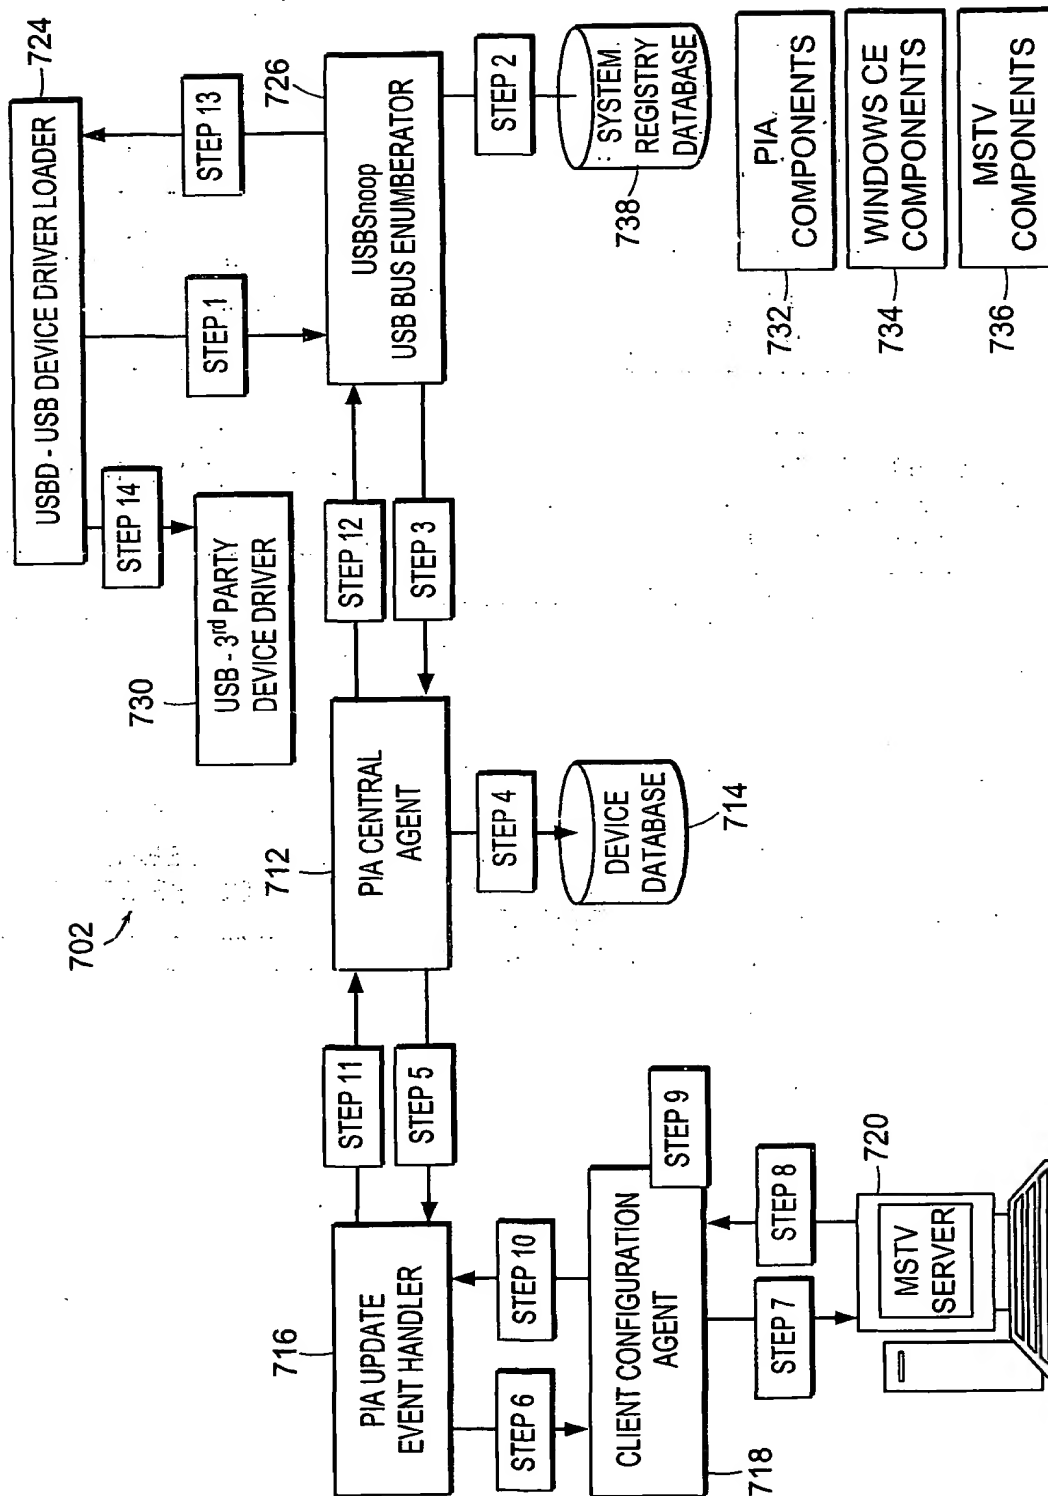 724
USBD - USB DEVICE DRIVER LOADER
STEP 14
STEP 1
STEP 13
730
USB - 3rd PARTY
DEVICE DRIVER
726
USBSnoop
USB BUS ENUMBERATOR
STEP 2
738
SYSTEM.
REGISTRY
DATABASE
STEP 12
STEP 3
702
712
PIA CENTRAL
AGENT
STEP 4
DEVICE
DATABASE
714
STEP 11
STEP 5
716
PIA UPDATE
EVENT HANDLER
STEP 6
STEP 10
718
CLIENT CONFIGURATION
AGENT
STEP 9
STEP 7
STEP 8
720
MSTV
SERVER
732
PIA
COMPONENTS
734
WINDOWS CE
COMPONENTS
736
MSTV
COMPONENTS